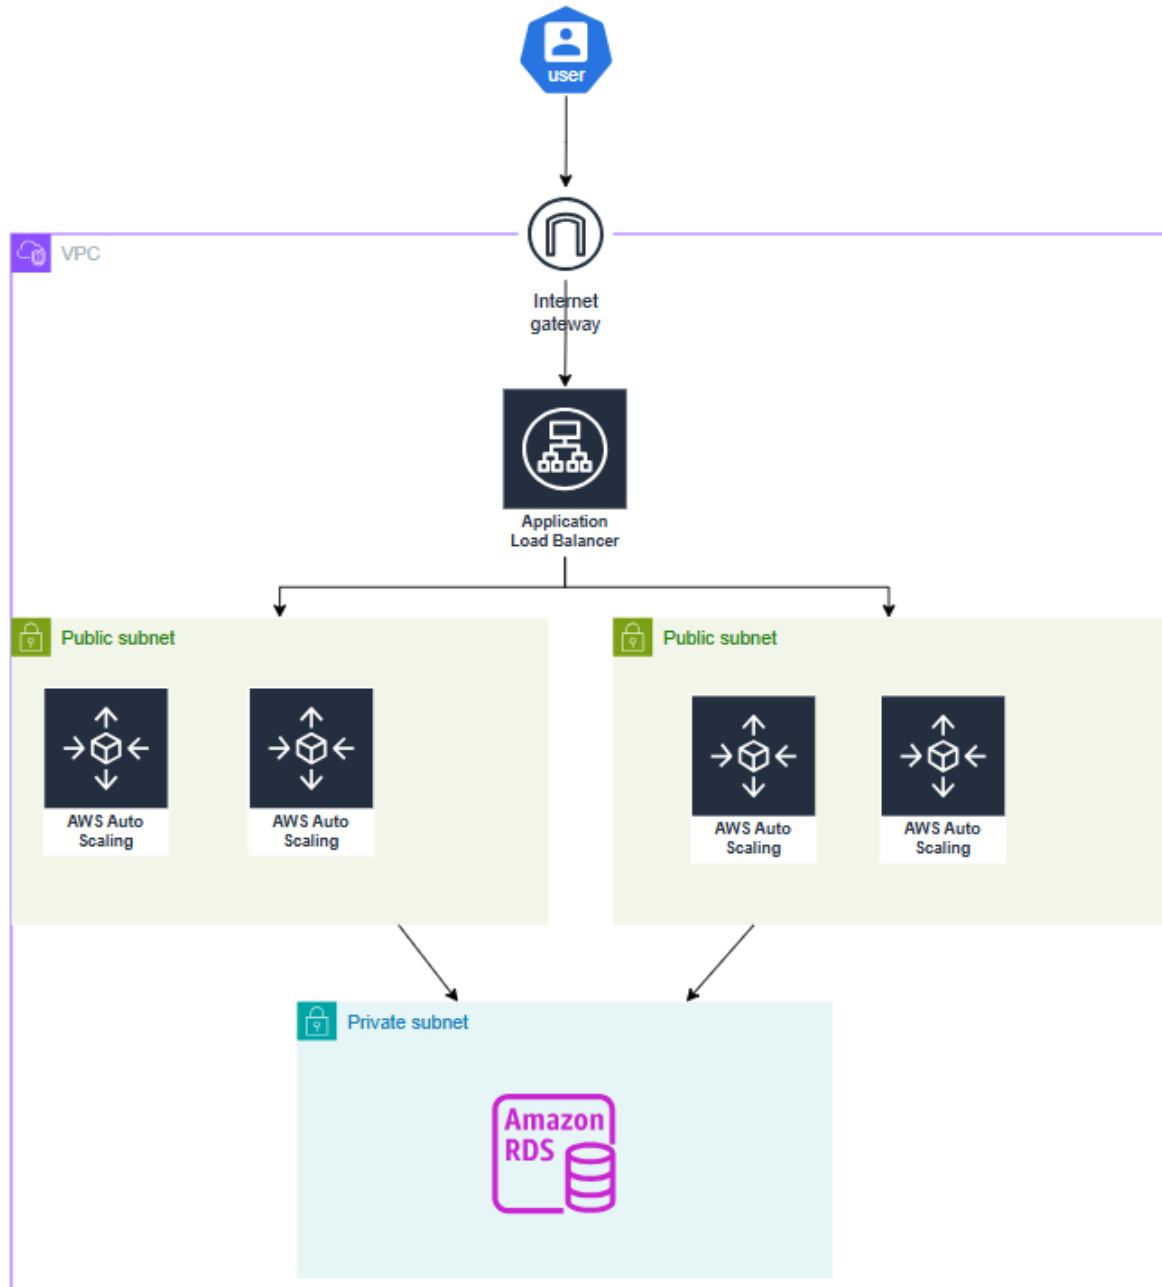 user
VPC
Internet
gateway
Application
Load Balancer
Public subnet
AWS Auto
Scaling
AWS Auto
Scaling
Public subnet
AWS Auto
Scaling
AWS Auto
Scaling
Private subnet
Amazon
RDS